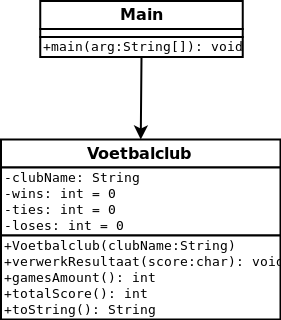 Main
+main(arg:String[]): void
Voetbalclub
-clubName: String
-wins: int = 0
-ties: int = 0
-loses: int = 0
+Voetbalclub(clubName:String)
+verwerkResultaat(score:char): void
+gamesAmount(): int
+totalScore(): int
+toString(): String